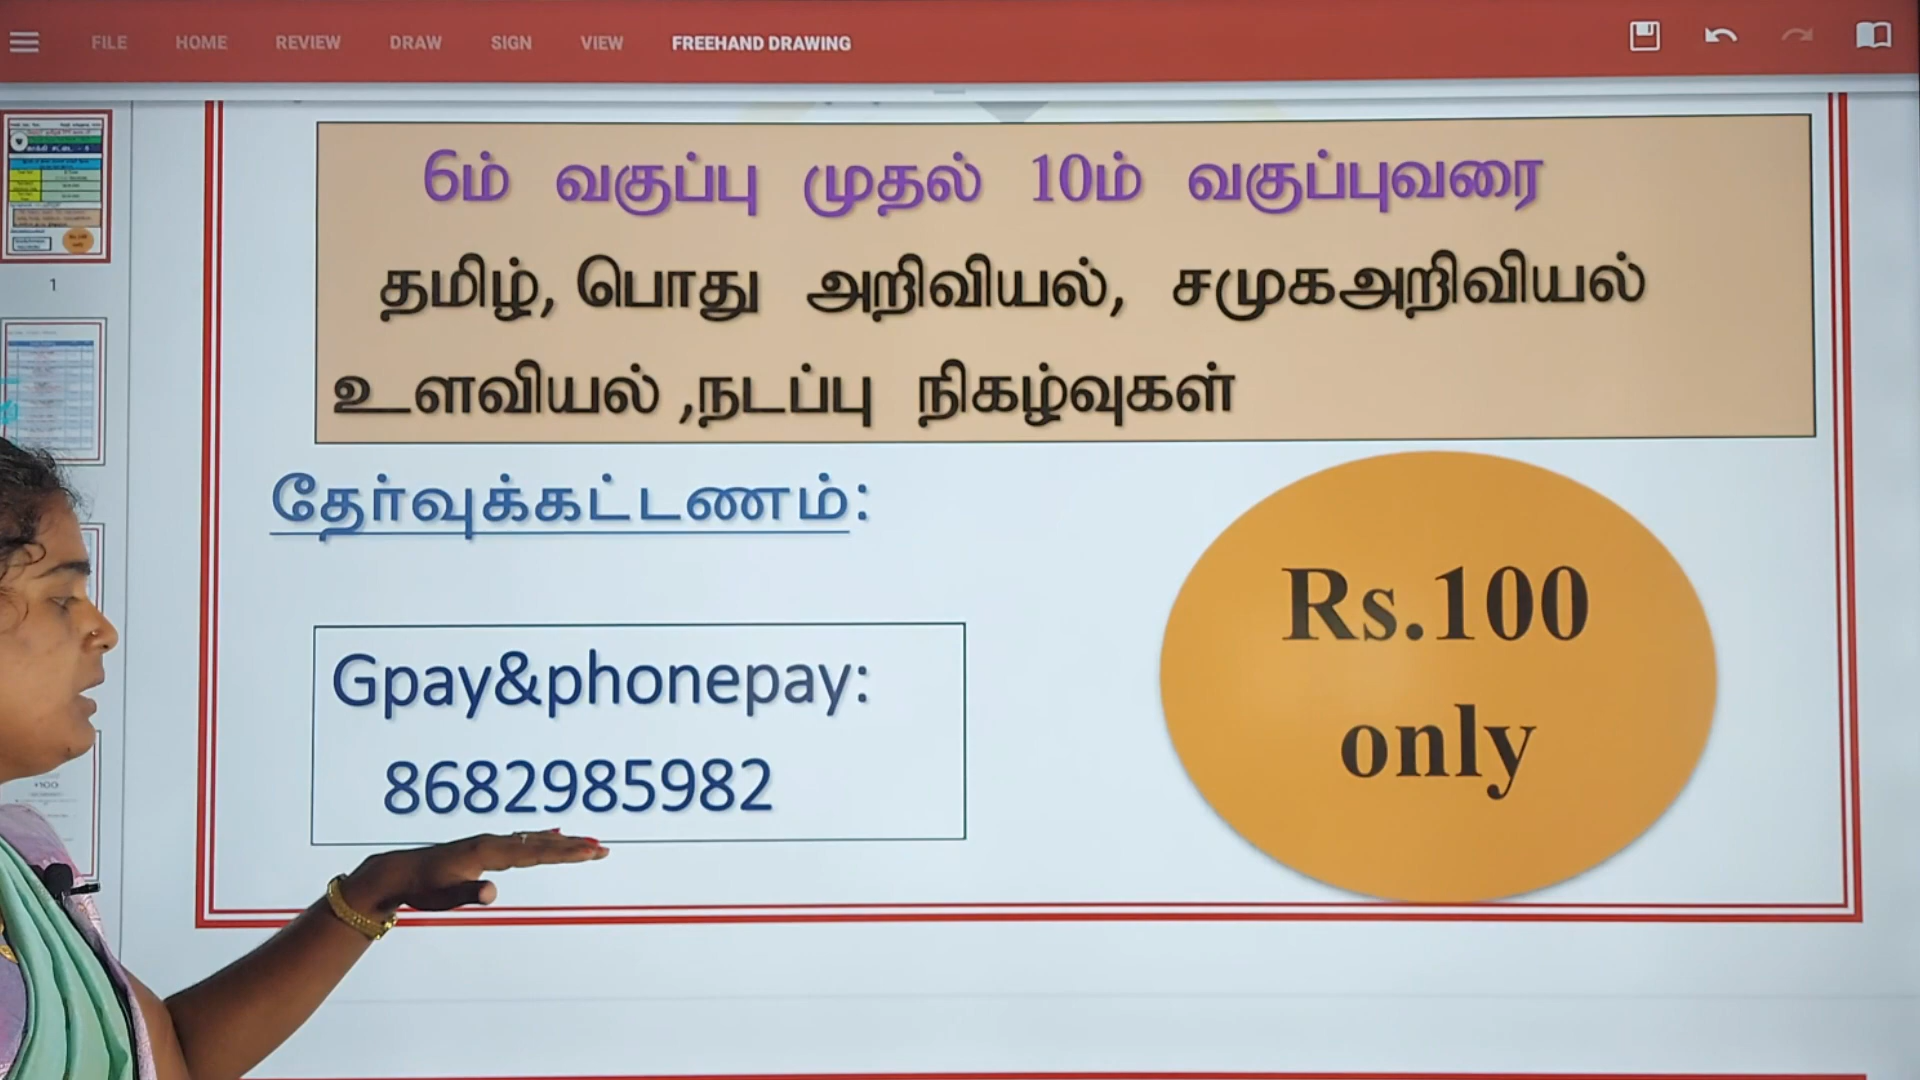 FILE HOME REVIEW DRAW SIGN VIEW FREEHAND DRAWING
6ம் வகுப்பு முதல் 10ம் வகுப்புவரை
தமிழ், பொது அறிவியல், சமுகஅறிவியல்
உளவியல் ,நடப்பு நிகழ்வுகள்
தேர்வுக்கட்டணம்:
Rs.100
only
Gpay&phonepay:
8682985982
1